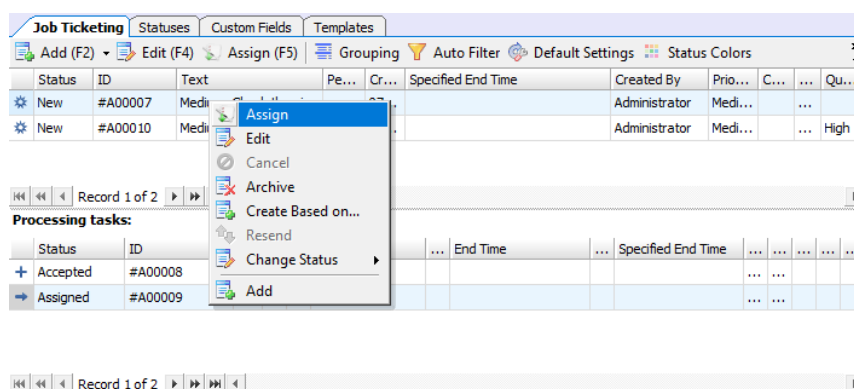 Job Ticketing Statuses Custom Fields Templates
Add (F2) Edit (F4) Assign (F5) Grouping Auto Filter Default Settings Status Colors
Status ID Text Pe... Cr... Specified End Time Created By Prio... C... ... Qu...
New #A00007 Administrator Medi... ...
New #A00010 Administrator Medi... ... High
Assign
Edit
Cancel
Archive
Create Based on...
Resend
Change Status
Add
Record 1 of 2
Processing tasks:
Status ID ... End Time ... Specified End Time ... ... ... ... ...
Accepted #A00008 ... ...
Assigned #A00009 ... ...
Record 1 of 2